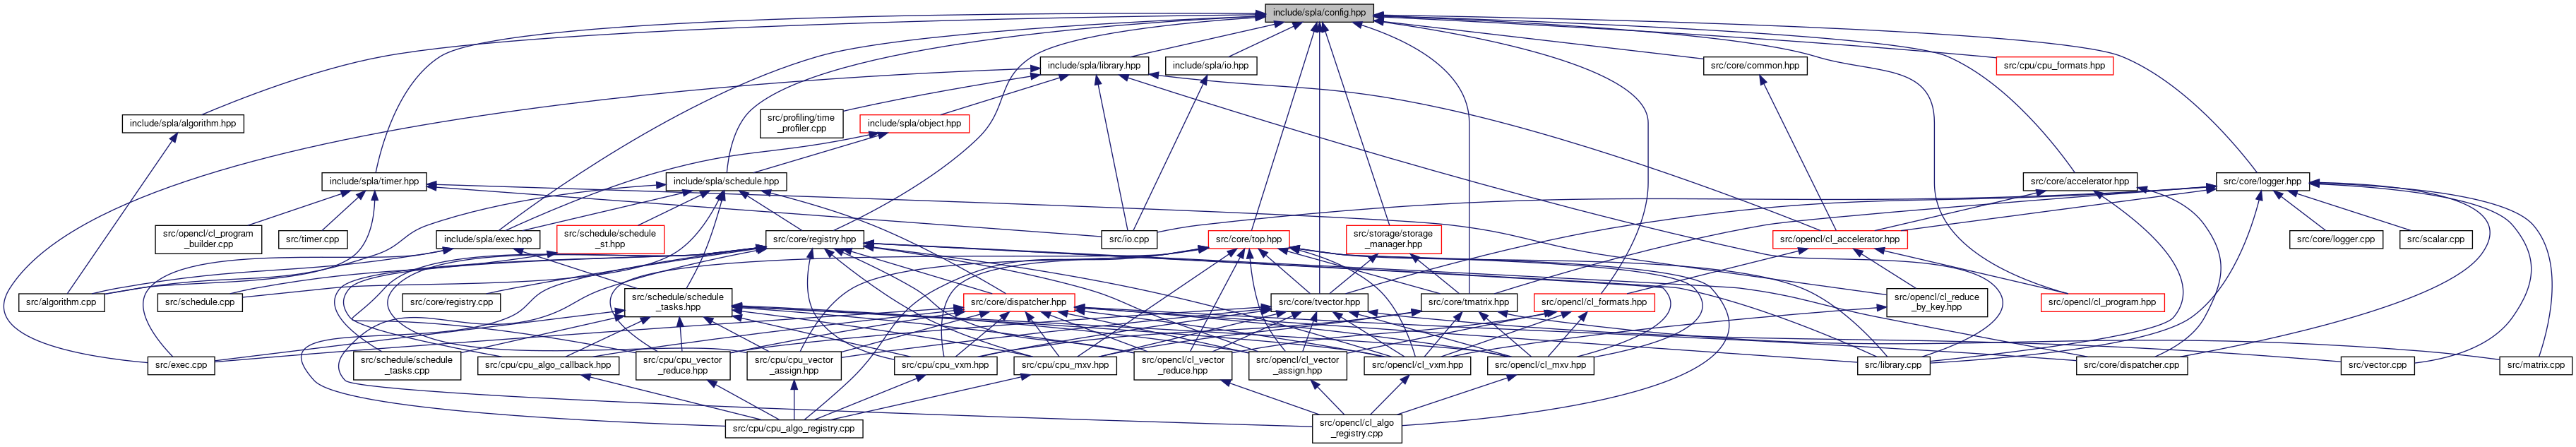 include/spla/config.hpp
include/spla/library.hpp
include/spla/io.hpp
src/core/common.hpp
src/cpu/cpu_formats.hpp
include/spla/algorithm.hpp
src/profiling/time
_profiler.cpp
include/spla/object.hpp
include/spla/timer.hpp
include/spla/schedule.hpp
src/core/accelerator.hpp
src/core/logger.hpp
src/opencl/cl_program
_builder.cpp
src/timer.cpp
include/spla/exec.hpp
src/schedule/schedule
_st.hpp
src/core/registry.hpp
src/io.cpp
src/core/top.hpp
src/storage/storage
_manager.hpp
src/opencl/cl_accelerator.hpp
src/core/logger.cpp
src/scalar.cpp
src/algorithm.cpp
src/schedule.cpp
src/core/registry.cpp
src/schedule/schedule
_tasks.hpp
src/core/dispatcher.hpp
src/core/tvector.hpp
src/core/tmatrix.hpp
src/opencl/cl_formats.hpp
src/opencl/cl_reduce
_by_key.hpp
src/opencl/cl_program.hpp
src/exec.cpp
src/schedule/schedule
_tasks.cpp
src/cpu/cpu_algo_callback.hpp
src/cpu/cpu_vector
_reduce.hpp
src/cpu/cpu_vector
_assign.hpp
src/cpu/cpu_vxm.hpp
src/cpu/cpu_mxv.hpp
src/opencl/cl_vector
_reduce.hpp
src/opencl/cl_vector
_assign.hpp
src/opencl/cl_vxm.hpp
src/opencl/cl_mxv.hpp
src/library.cpp
src/core/dispatcher.cpp
src/vector.cpp
src/matrix.cpp
src/cpu/cpu_algo_registry.cpp
src/opencl/cl_algo
_registry.cpp